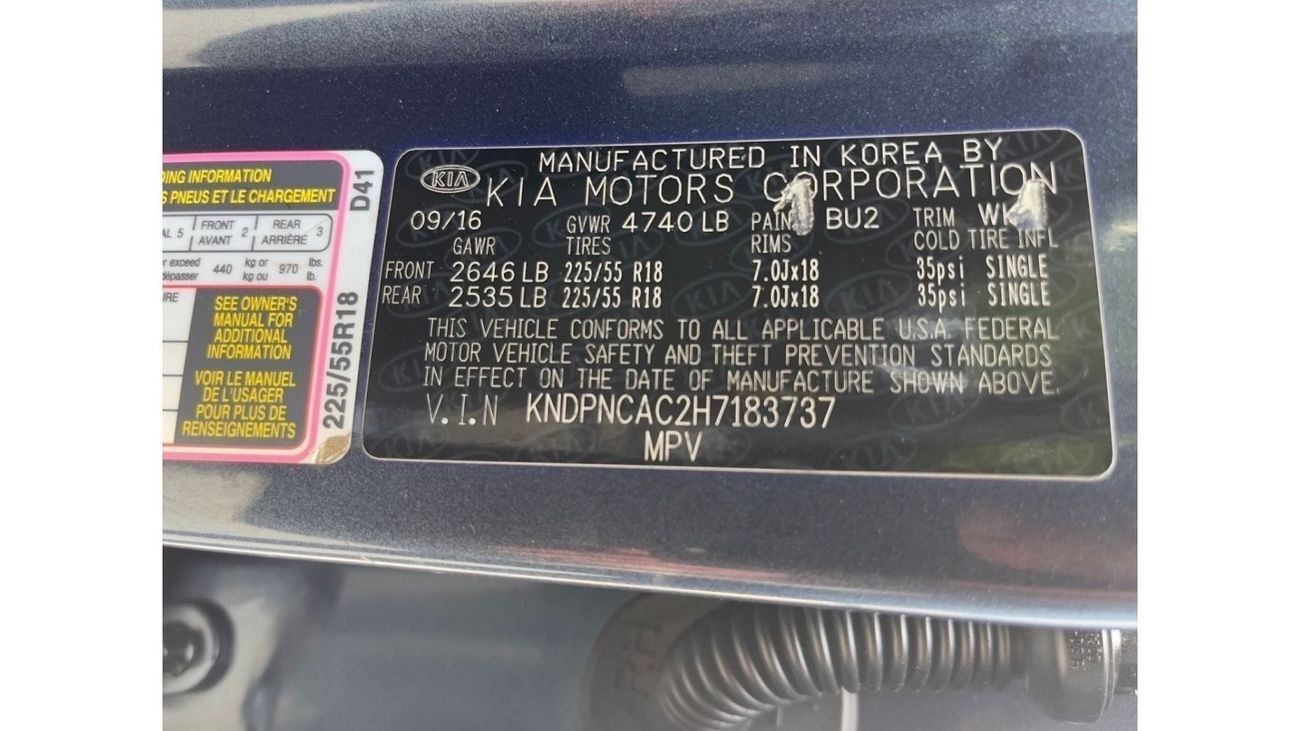 DING INFORMATION
S PNEUS ET LE CHARGEMENT
AL 5 FRONT AVANT 2 REAR ARRIÈRE 3
exceed dépasser 440 kg or kg ou 970 lbs. lb.
SEE OWNER'S
MANUAL FOR
ADDITIONAL
INFORMATION
VOIR LE MANUEL
DE L'USAGER
POUR PLUS DE
RENSEIGNEMENTS
225/55R18 D41
MANUFACTURED IN KOREA BY
KIA KIA MOTORS CORPORATION
09/16 GVWR 4740 LB PAIN BU2 TRIM WK
GAWR TIRES RIMS COLD TIRE INFL
FRONT 2646 LB 225/55 R18 7.0Jx18 35psi SINGLE
REAR 2535 LB 225/55 R18 7.0Jx18 35psi SINGLE
THIS VEHICLE CONFORMS TO ALL APPLICABLE U.S.A. FEDERAL
MOTOR VEHICLE SAFETY AND THEFT PREVENTION STANDARDS
IN EFFECT ON THE DATE OF MANUFACTURE SHOWN ABOVE.
V.I.N KNDPNCAC2H7183737
MPV
RH